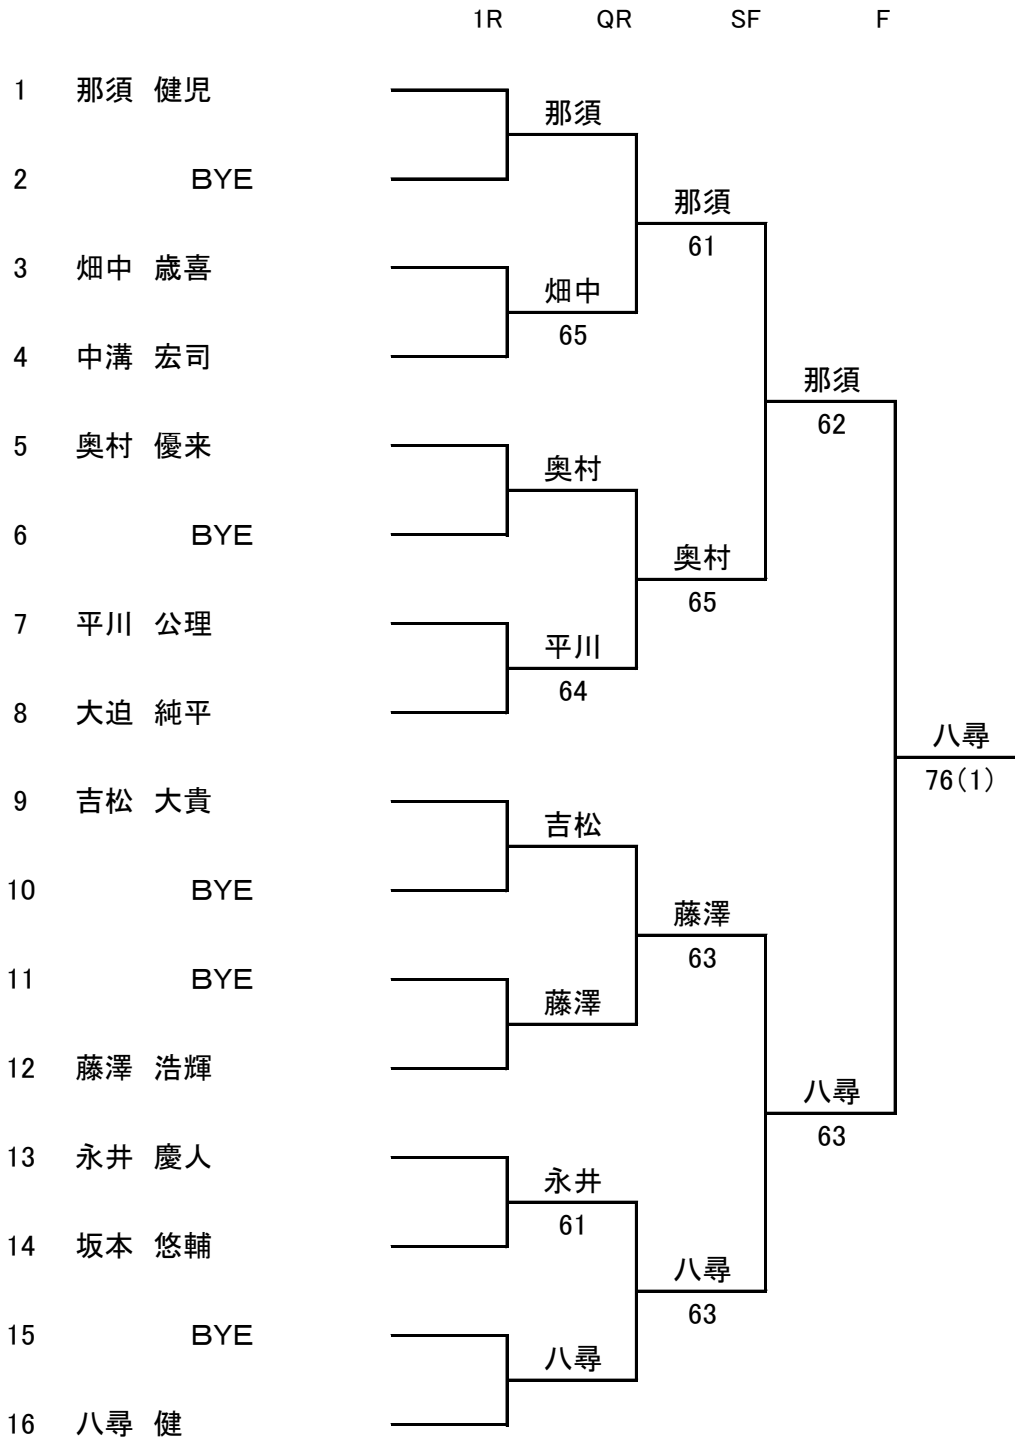 1R QR SF F
1 那須 健児
那須
2 BYE
那須
61
3 畑中 歳喜
畑中
65
4 中溝 宏司
那須
62
5 奥村 優来
奥村
6 BYE
奥村
65
7 平川 公理
平川
64
8 大迫 純平
八尋
76(1)
9 吉松 大貴
吉松
10 BYE
藤澤
63
11 BYE
藤澤
12 藤澤 浩輝
八尋
63
13 永井 慶人
永井
61
14 坂本 悠輔
八尋
63
15 BYE
八尋
16 八尋 健